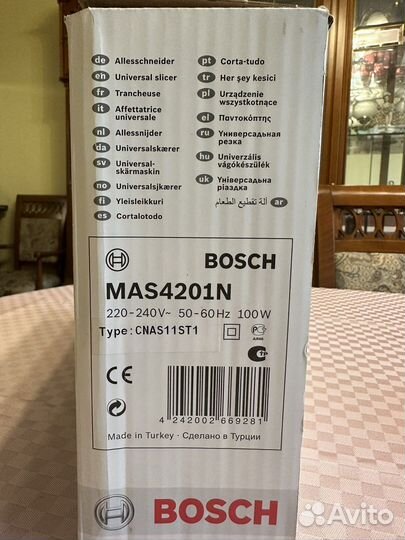 de Allesschneider
en Universal slicer
fr Trancheuse
it Affettatrice
universale
nl Allessnijder
da Universalskærer
sv Universal-
skärmaskin
no Universalsjkærer
fi Yleisleikkuri
es Cortalotodo
pt Corta-tudo
tr Her şey kesici
pl Urządzenie
wszystkotnące
el Παντοκόπτης
ru Универсальная
резка
hu Univerzális
vágókészülék
uk Універсальна
різадка
ar آلة تقطيع الطعام
BOSCH
MAS4201N
220-240V~ 50-60Hz 100W
Type: CNAS11ST1
CE
4 242002 669281
Made in Turkey · Сделано в Турции
BOSCH
Avito